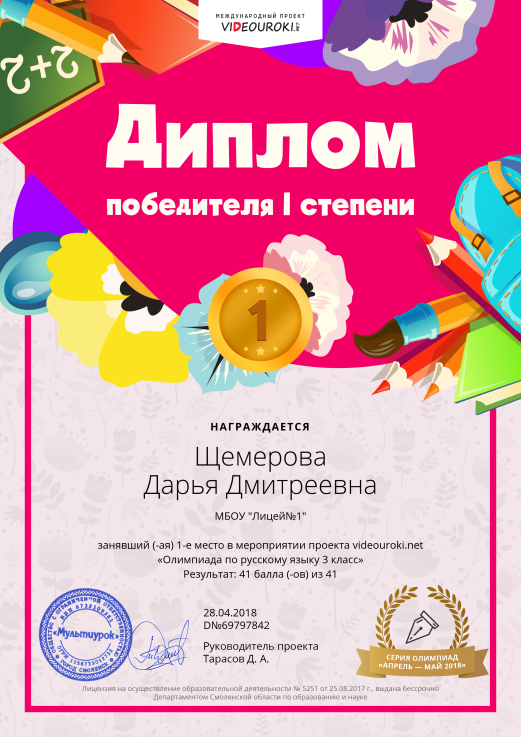 МЕЖДУНАРОДНЫЙ ПРОЕКТ
VIDEOUROKI.NET
2+2
Диплом
победителя I степени
1
НАГРАЖДАЕТСЯ
Щемерова
Дарья Дмитреевна
МБОУ "Лицей№1"
занявший (-ая) 1-е место в мероприятии проекта videouroki.net
«Олимпиада по русскому языку 3 класс»
Результат: 41 балла (-ов) из 41
28.04.2018
D№69797842
Руководитель проекта
Тарасов Д. А.
«Мультиурок»
СЕРИЯ ОЛИМПИАД
«АПРЕЛЬ — МАЙ 2018»
Лицензия на осуществление образовательной деятельности № 5251 от 25.08.2017 г., выдана бессрочно
Департаментом Смоленской области по образованию и науке